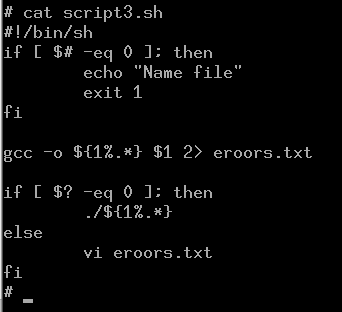 # cat script3.sh
#!/bin/sh
if [ $# -eq 0 ]; then
        echo "Name file"
        exit 1
fi

gcc -o ${1%.*} $1 2> eroors.txt

if [ $? -eq 0 ]; then
        ./${1%.*}
else
        vi eroors.txt
fi
# _